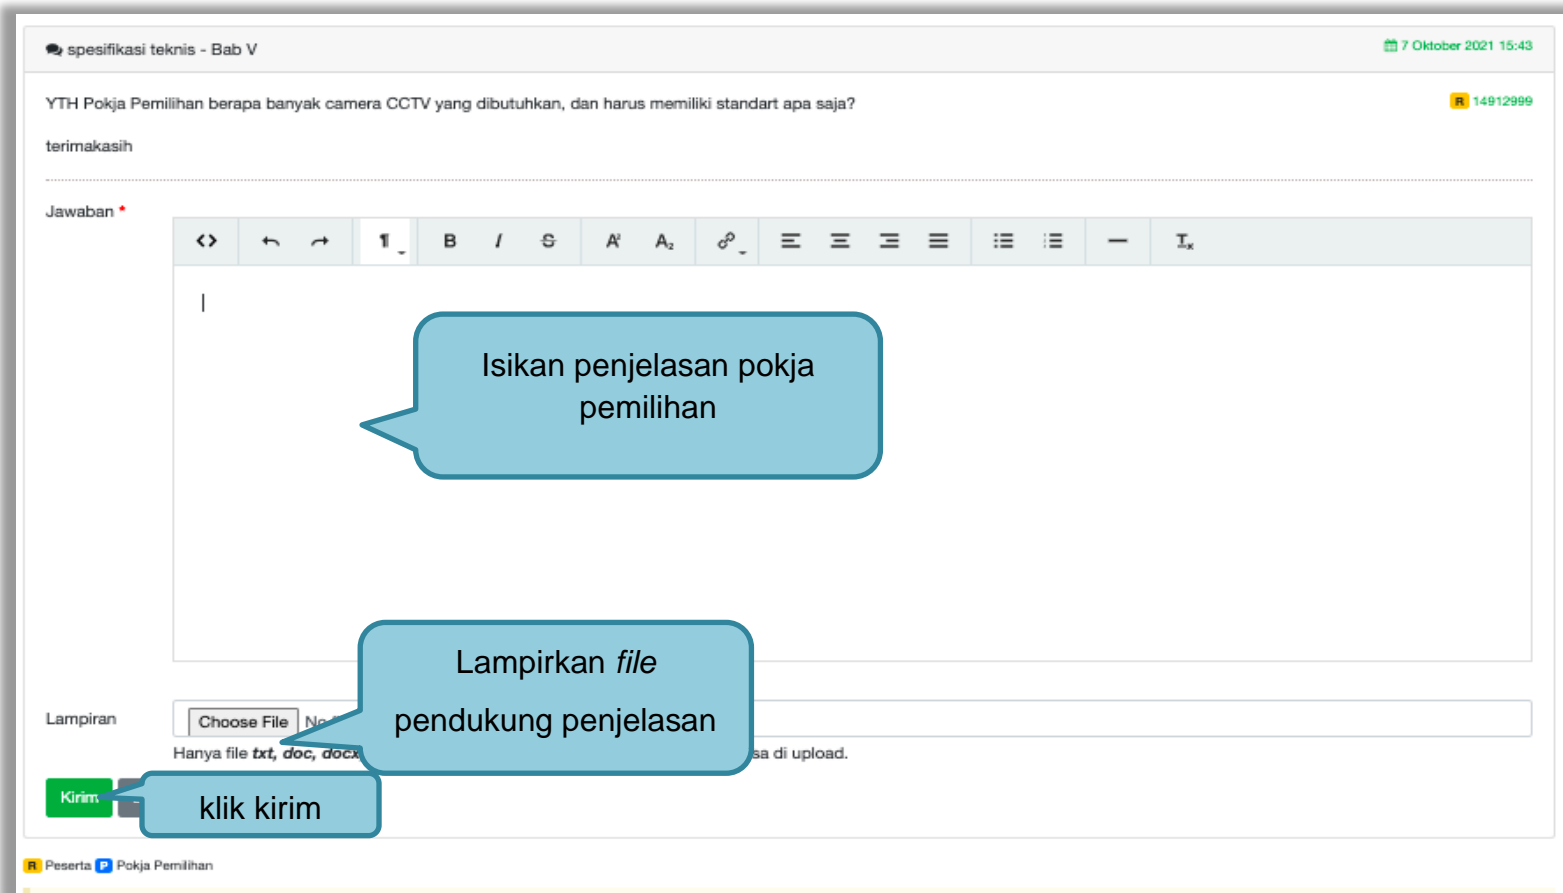 spesifikasi teknis - Bab V
7 Oktober 2021 15:43
YTH Pokja Pemilihan berapa banyak camera CCTV yang dibutuhkan, dan harus memiliki standart apa saja?
R 14912999
terimakasih
Jawaban *
Isikan penjelasan pokja
pemilihan
Lampirkan file
pendukung penjelasan
Lampiran
Choose File No
Hanya file txt, doc, docx
di upload.
Kirim
klik kirim
R Peserta P Pokja Pemilihan